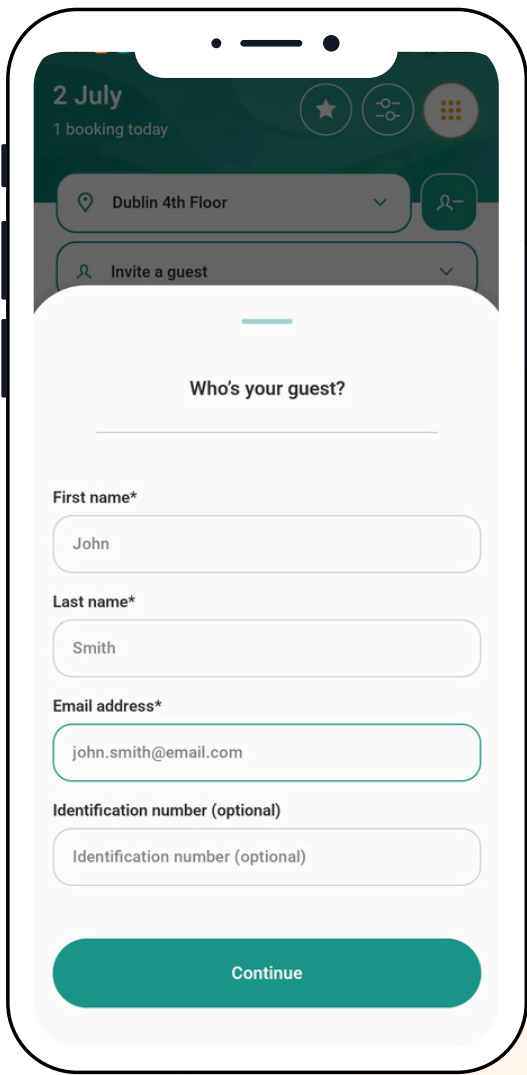 2 July
1 booking today
Dublin 4th Floor
Invite a guest
Who's your guest?
First name*
John
Last name*
Smith
Email address*
john.smith@email.com
Identification number (optional)
Identification number (optional)
Continue